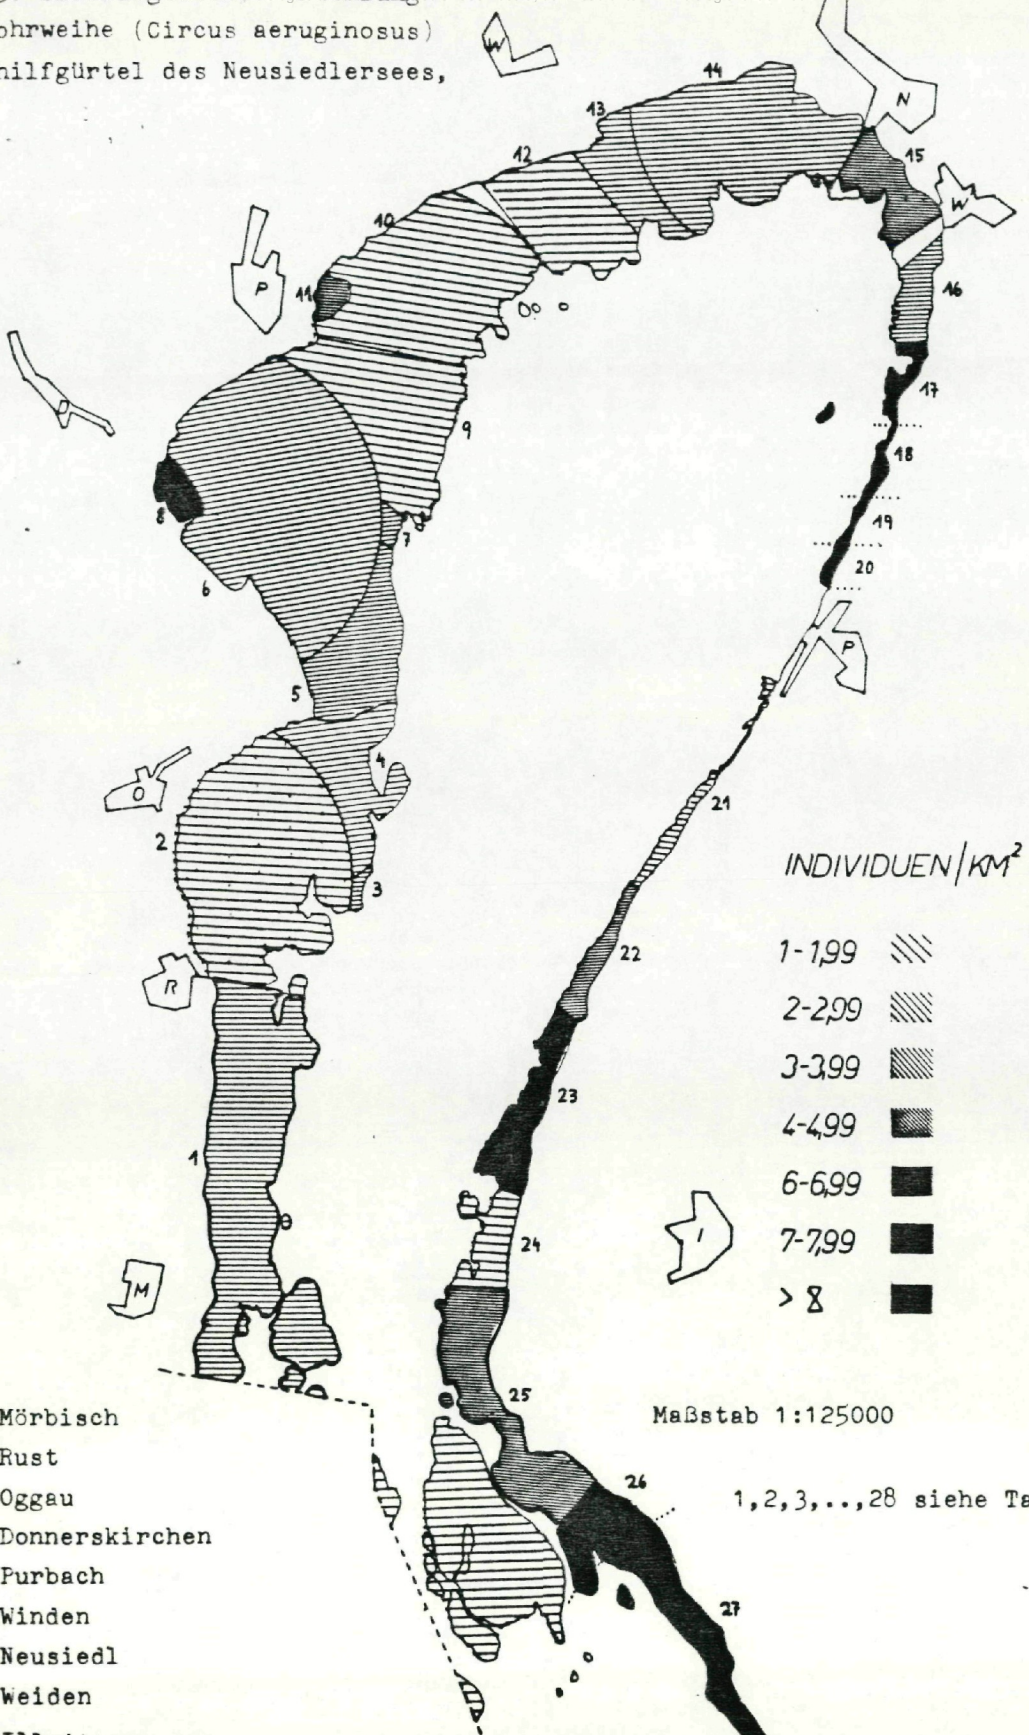 ohrweihe (Circus aeruginosus)
hilfgürtel des Neusiedlersees,
W
N
14
13
12
15
W
10
P
11
16
17
9
18
8
19
7
20
6
P
5
4
O
21
2
INDIVIDUEN/KM²
3
22
1-1,99
R
2-2,99
3-3,99
23
4-4,99
1
6-6,99
24
I
7-7,99
M
> 8
25
Mörbisch
Maßstab 1:125000
Rust
26
Oggau
1,2,3,..,28 siehe Ta
Donnerskirchen
Purbach
27
Winden
Neusiedl
Weiden